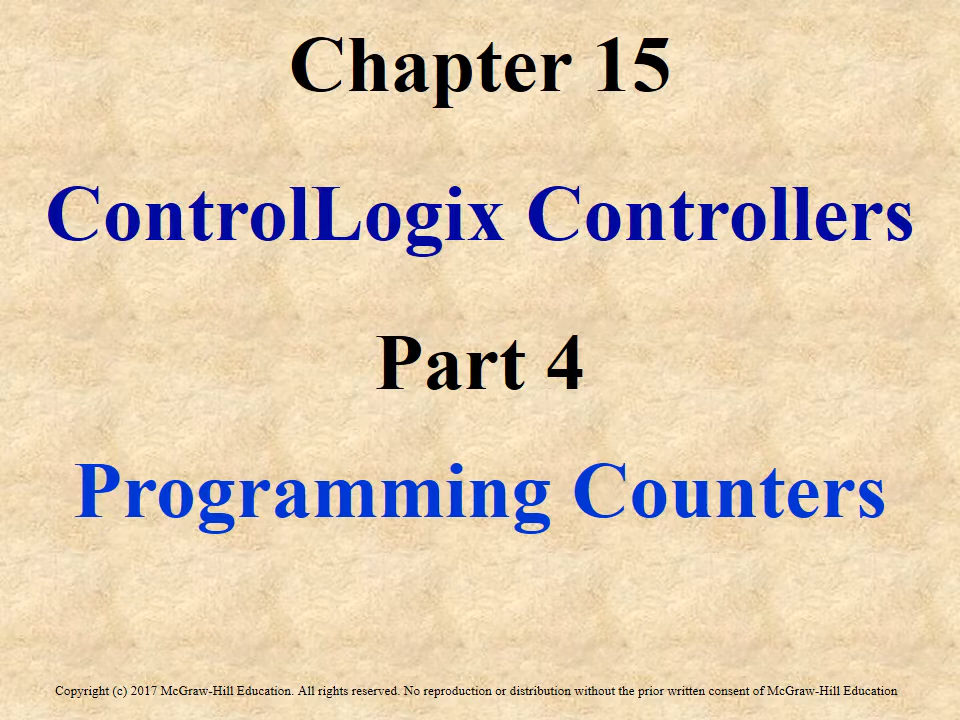 Chapter 15
ControlLogix Controllers
Part 4
Programming Counters
Copyright (c) 2017 McGraw-Hill Education. All rights reserved. No reproduction or distribution without the prior written consent of McGraw-Hill Education